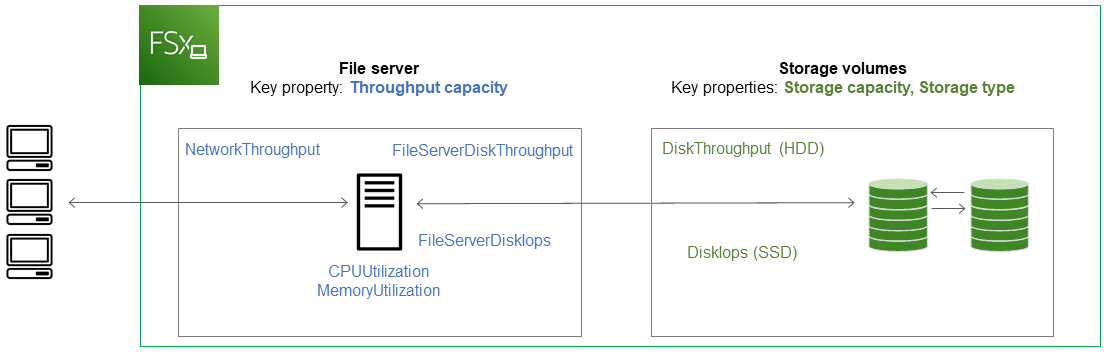 FSx
File server
Key property: Throughput capacity
Storage volumes
Key properties: Storage capacity, Storage type
NetworkThroughput
FileServerDiskThroughput
FileServerDiskIops
CPUUtilization
MemoryUtilization
DiskThroughput (HDD)
DiskIops (SSD)